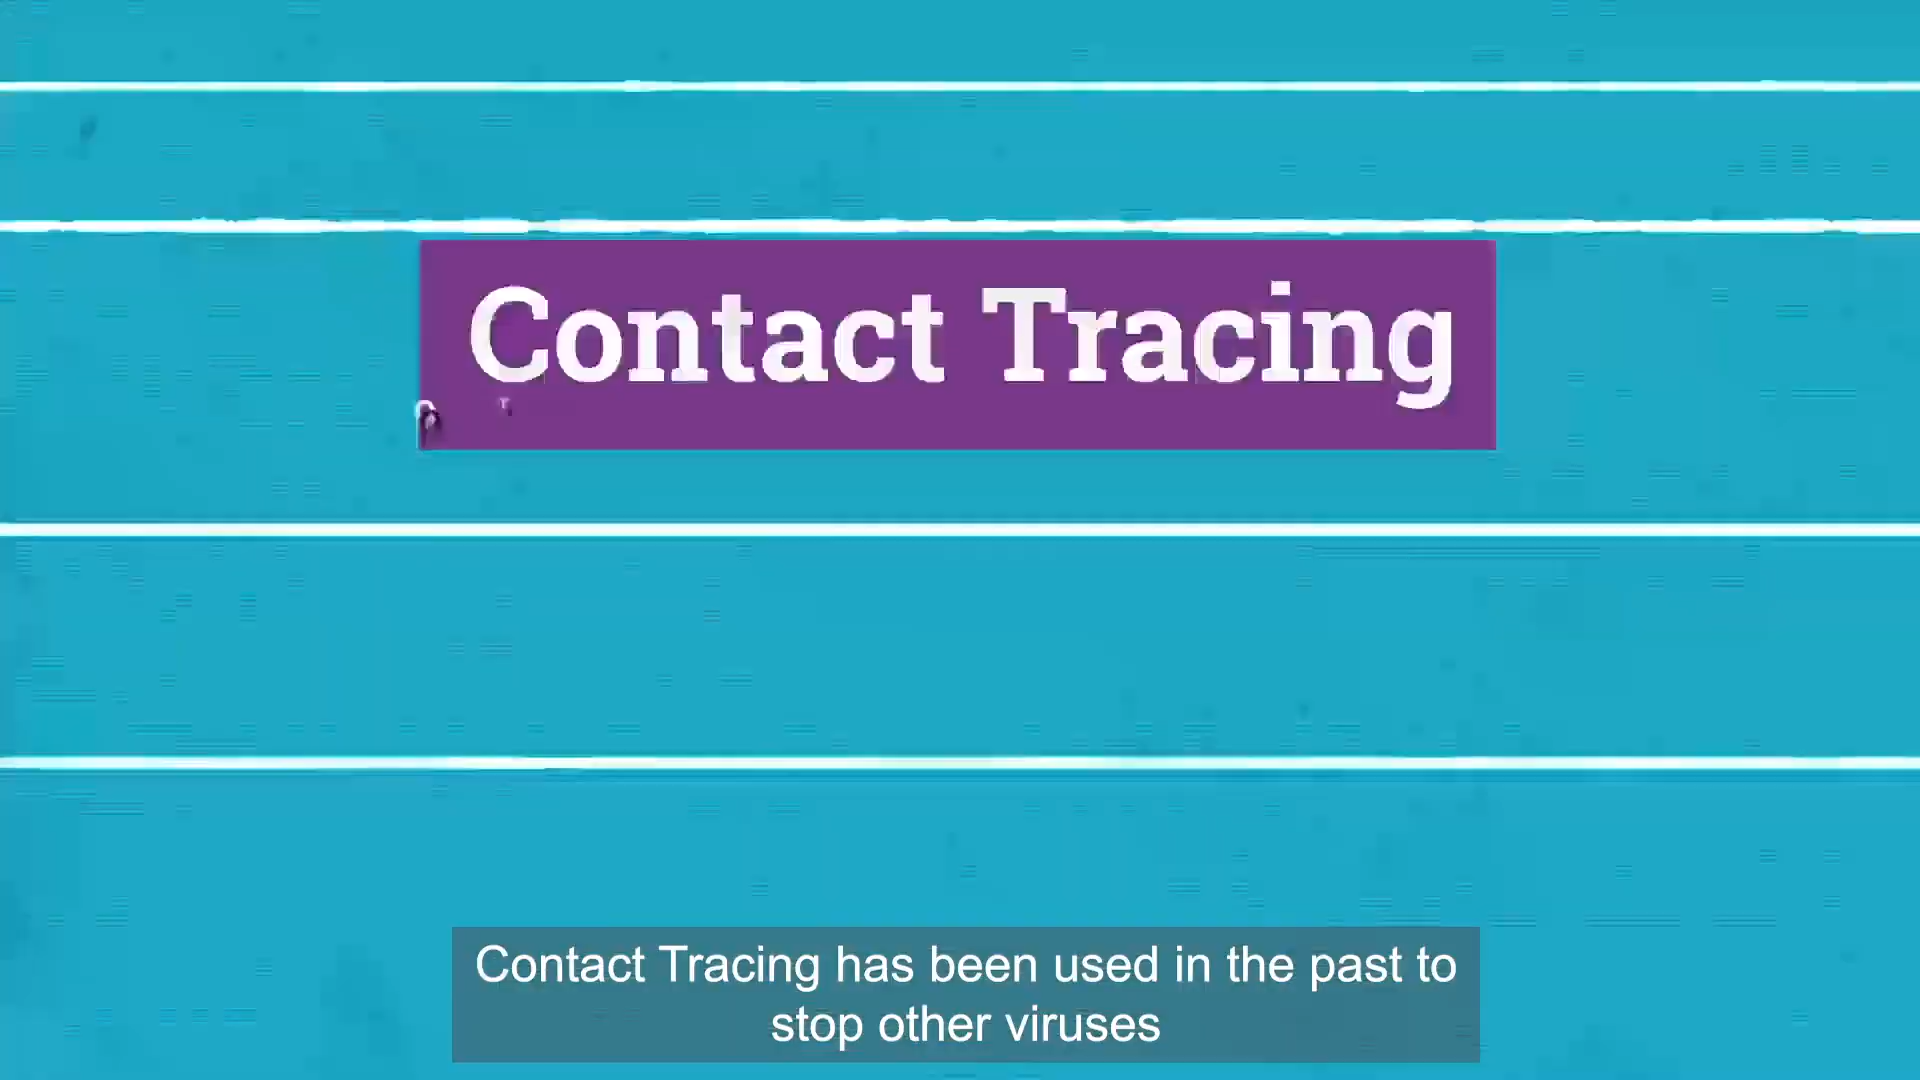 Contact Tracing
Contact Tracing has been used in the past to
stop other viruses